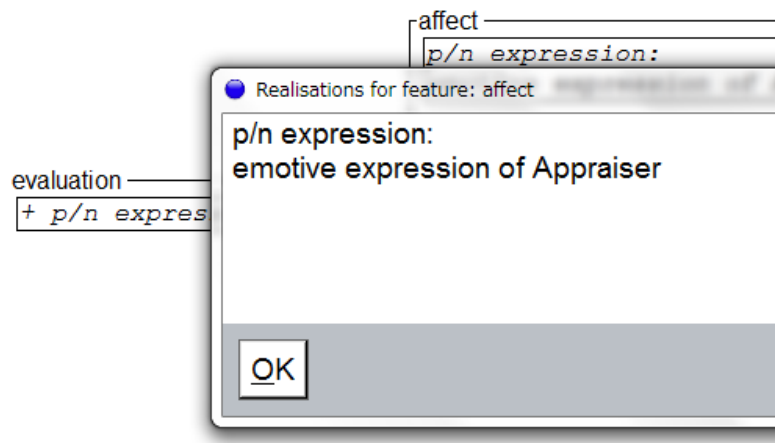 affect
p/n expression:
Realisations for feature: affect
p/n expression:
emotive expression of Appraiser
evaluation
+ p/n expres
OK